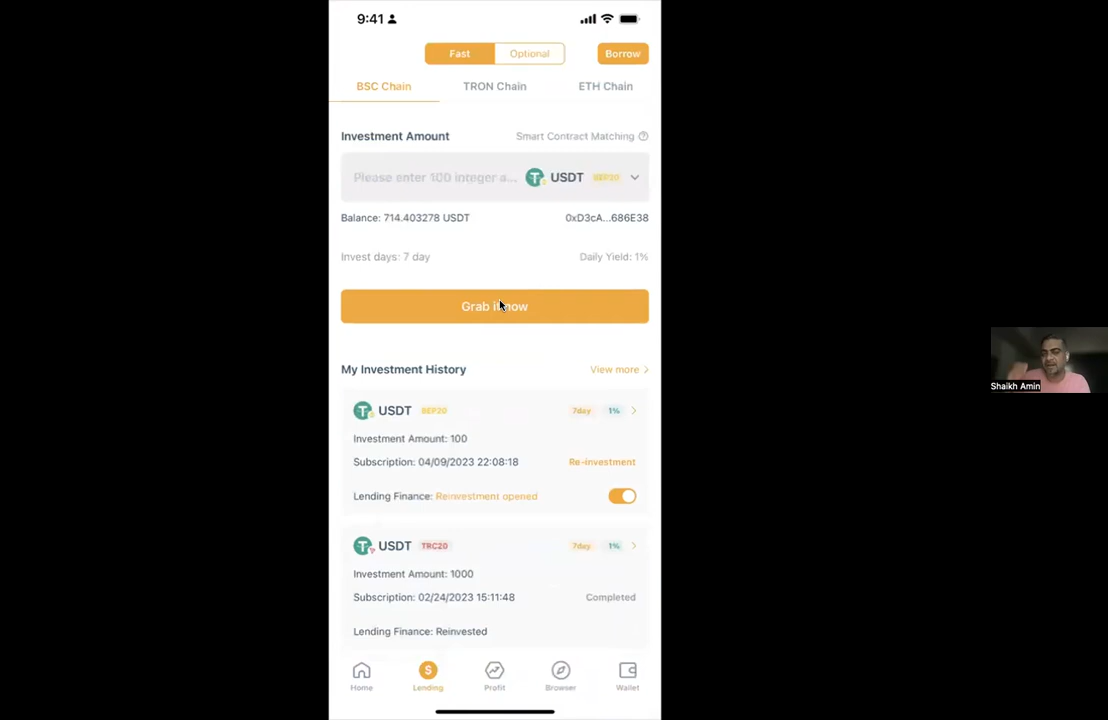 9:41
Fast Optional Borrow
BSC Chain TRON Chain ETH Chain
Investment Amount Smart Contract Matching
Please enter 100 integer a... USDT BEP20
Balance: 714.403278 USDT 0xD3cA...686E38
Invest days: 7 day Daily Yield: 1%
Grab it now
My Investment History View more
USDT BEP20 7day 1%
Investment Amount: 100
Subscription: 04/09/2023 22:08:18 Re-investment
Lending Finance: Reinvestment opened
USDT TRC20 7day 1%
Investment Amount: 1000
Subscription: 02/24/2023 15:11:48 Completed
Lending Finance: Reinvested
Home Lending Profit Browser Wallet
Shaikh Amin